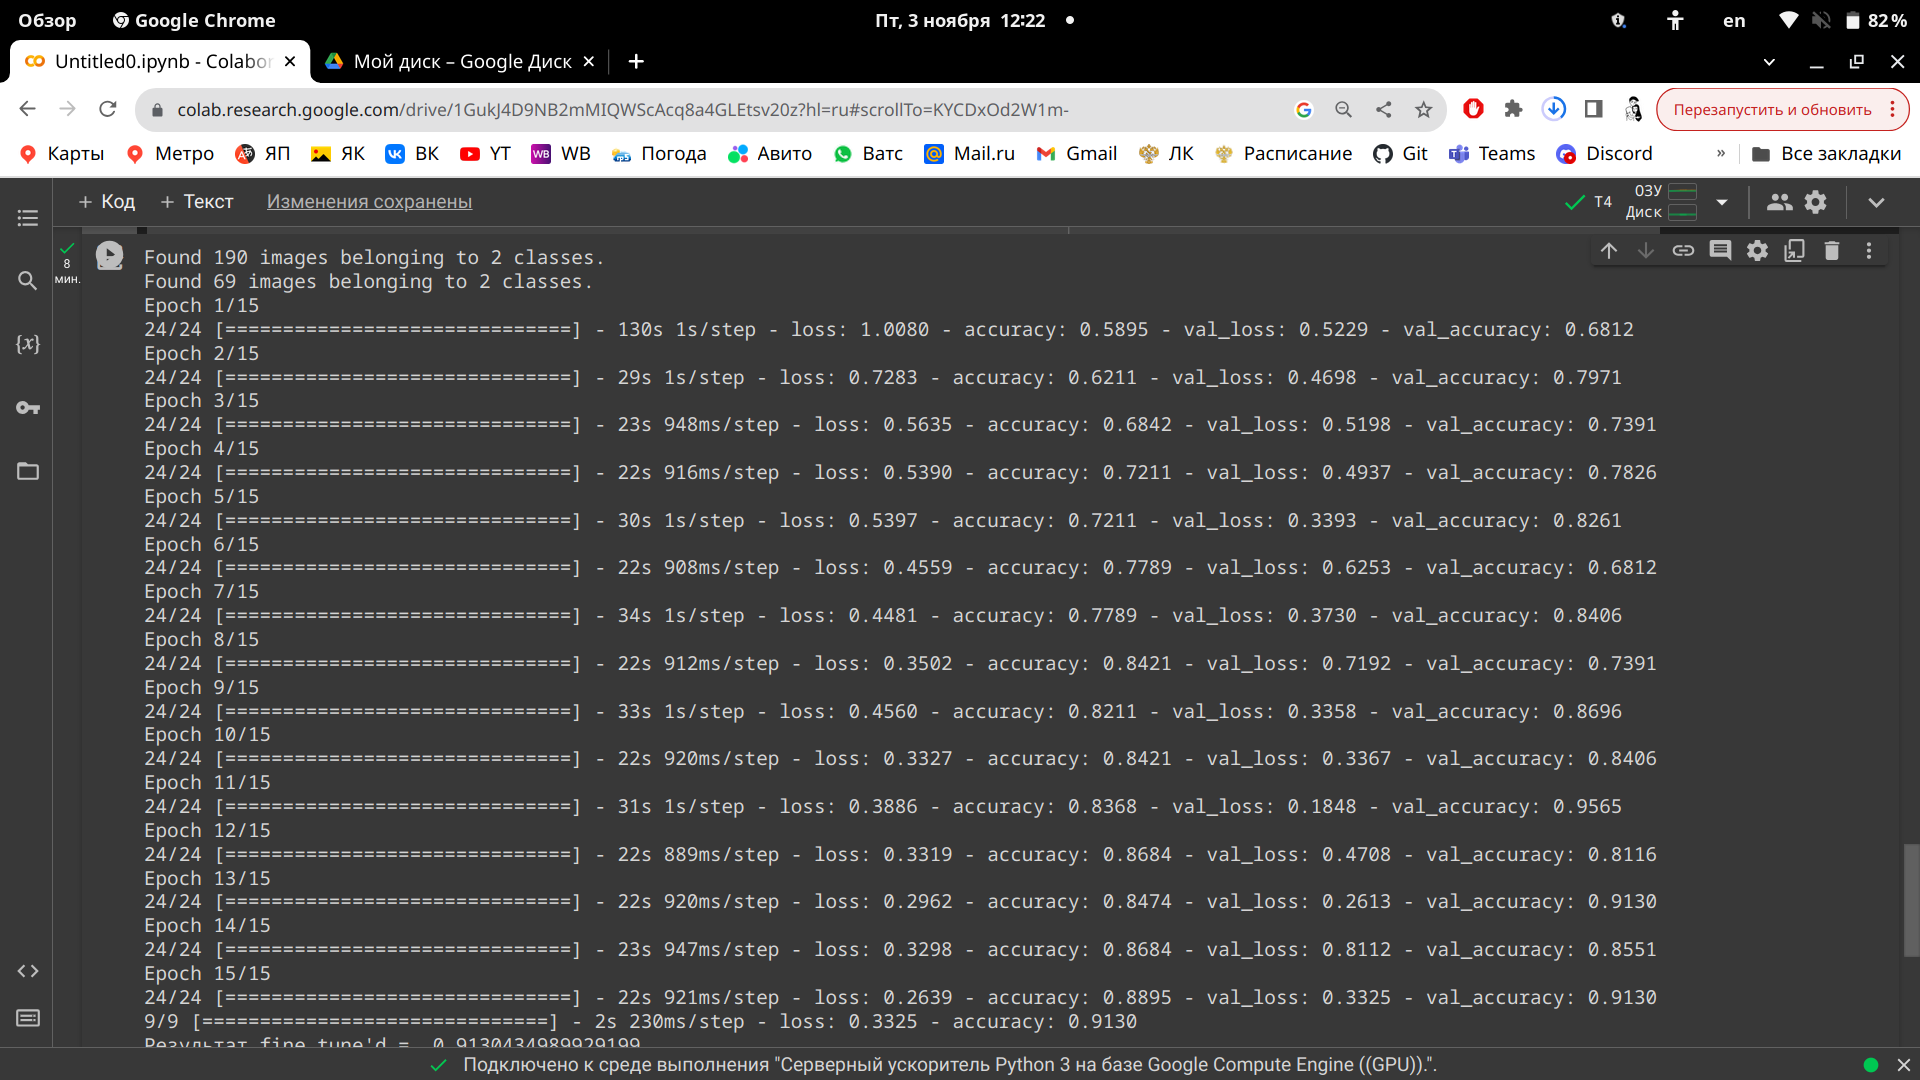 Обзор Google Chrome Пт, 3 ноября 12:22 en 82 %
Untitled0.ipynb - Colabor Мой диск – Google Диск
colab.research.google.com/drive/1GukJ4D9NB2mMIQWScAcq8a4GLEtsv20z?hl=ru#scrollTo=KYCDxOd2W1m- Перезапустить и обновить
Карты Метро ЯП ЯК ВК YT WB Погода Авито Ватс Mail.ru Gmail ЛК Расписание Git Teams Discord » Все закладки
+ Код + Текст Изменения сохранены T4 ОЗУ Диск
8 мин.
Found 190 images belonging to 2 classes.
Found 69 images belonging to 2 classes.
Epoch 1/15
24/24 [==============================] - 130s 1s/step - loss: 1.0080 - accuracy: 0.5895 - val_loss: 0.5229 - val_accuracy: 0.6812
Epoch 2/15
24/24 [==============================] - 29s 1s/step - loss: 0.7283 - accuracy: 0.6211 - val_loss: 0.4698 - val_accuracy: 0.7971
Epoch 3/15
24/24 [==============================] - 23s 948ms/step - loss: 0.5635 - accuracy: 0.6842 - val_loss: 0.5198 - val_accuracy: 0.7391
Epoch 4/15
24/24 [==============================] - 22s 916ms/step - loss: 0.5390 - accuracy: 0.7211 - val_loss: 0.4937 - val_accuracy: 0.7826
Epoch 5/15
24/24 [==============================] - 30s 1s/step - loss: 0.5397 - accuracy: 0.7211 - val_loss: 0.3393 - val_accuracy: 0.8261
Epoch 6/15
24/24 [==============================] - 22s 908ms/step - loss: 0.4559 - accuracy: 0.7789 - val_loss: 0.6253 - val_accuracy: 0.6812
Epoch 7/15
24/24 [==============================] - 34s 1s/step - loss: 0.4481 - accuracy: 0.7789 - val_loss: 0.3730 - val_accuracy: 0.8406
Epoch 8/15
24/24 [==============================] - 22s 912ms/step - loss: 0.3502 - accuracy: 0.8421 - val_loss: 0.7192 - val_accuracy: 0.7391
Epoch 9/15
24/24 [==============================] - 33s 1s/step - loss: 0.4560 - accuracy: 0.8211 - val_loss: 0.3358 - val_accuracy: 0.8696
Epoch 10/15
24/24 [==============================] - 22s 920ms/step - loss: 0.3327 - accuracy: 0.8421 - val_loss: 0.3367 - val_accuracy: 0.8406
Epoch 11/15
24/24 [==============================] - 31s 1s/step - loss: 0.3886 - accuracy: 0.8368 - val_loss: 0.1848 - val_accuracy: 0.9565
Epoch 12/15
24/24 [==============================] - 22s 889ms/step - loss: 0.3319 - accuracy: 0.8684 - val_loss: 0.4708 - val_accuracy: 0.8116
Epoch 13/15
24/24 [==============================] - 22s 920ms/step - loss: 0.2962 - accuracy: 0.8474 - val_loss: 0.2613 - val_accuracy: 0.9130
Epoch 14/15
24/24 [==============================] - 23s 947ms/step - loss: 0.3298 - accuracy: 0.8684 - val_loss: 0.8112 - val_accuracy: 0.8551
Epoch 15/15
24/24 [==============================] - 22s 921ms/step - loss: 0.2639 - accuracy: 0.8895 - val_loss: 0.3325 - val_accuracy: 0.9130
9/9 [==============================] - 2s 230ms/step - loss: 0.3325 - accuracy: 0.9130
Результат fine tune'd = 0.9130434989929199
Подключено к среде выполнения "Серверный ускоритель Python 3 на базе Google Compute Engine ((GPU)).".